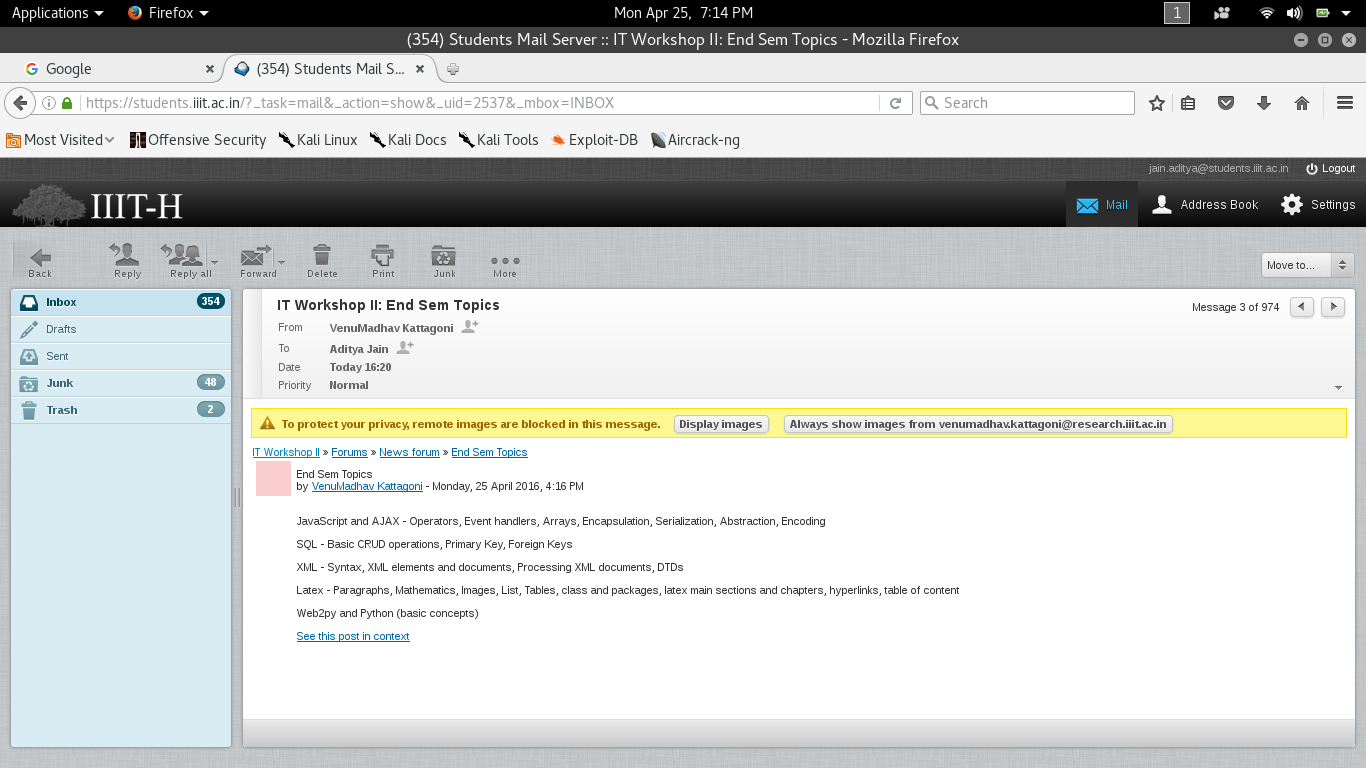 Applications Firefox Mon Apr 25, 7:14 PM 1
(354) Students Mail Server :: IT Workshop II: End Sem Topics - Mozilla Firefox
Google (354) Students Mail S...
https://students.iiit.ac.in/?_task=mail&_action=show&_uid=2537&_mbox=INBOX Search
Most Visited Offensive Security Kali Linux Kali Docs Kali Tools Exploit-DB Aircrack-ng
jain.aditya@students.iiit.ac.in Logout
IIIT-H Mail Address Book Settings
Back Reply Reply all Forward Delete Print Junk More Move to...
Inbox 354
Drafts
Sent
Junk 48
Trash 2
IT Workshop II: End Sem Topics Message 3 of 974
From VenuMadhav Kattagoni
To Aditya Jain
Date Today 16:20
Priority Normal
To protect your privacy, remote images are blocked in this message. Display images Always show images from venumadhav.kattagoni@research.iiit.ac.in
IT Workshop II » Forums » News forum » End Sem Topics
End Sem Topics
by VenuMadhav Kattagoni - Monday, 25 April 2016, 4:16 PM
JavaScript and AJAX - Operators, Event handlers, Arrays, Encapsulation, Serialization, Abstraction, Encoding
SQL - Basic CRUD operations, Primary Key, Foreign Keys
XML - Syntax, XML elements and documents, Processing XML documents, DTDs
Latex - Paragraphs, Mathematics, Images, List, Tables, class and packages, latex main sections and chapters, hyperlinks, table of content
Web2py and Python (basic concepts)
See this post in context